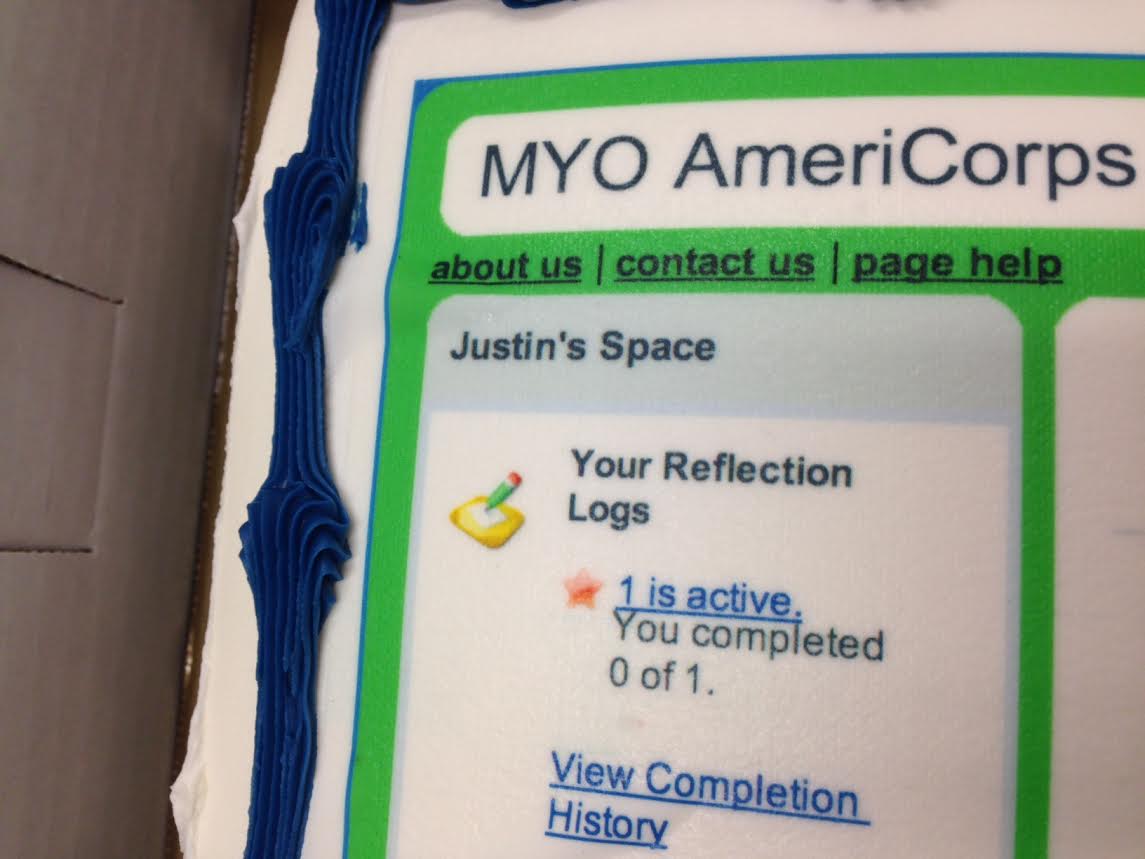 MYO AmeriCorps
about us | contact us | page help
Justin's Space
Your Reflection
Logs
1 is active.
You completed
0 of 1.
View Completion
History